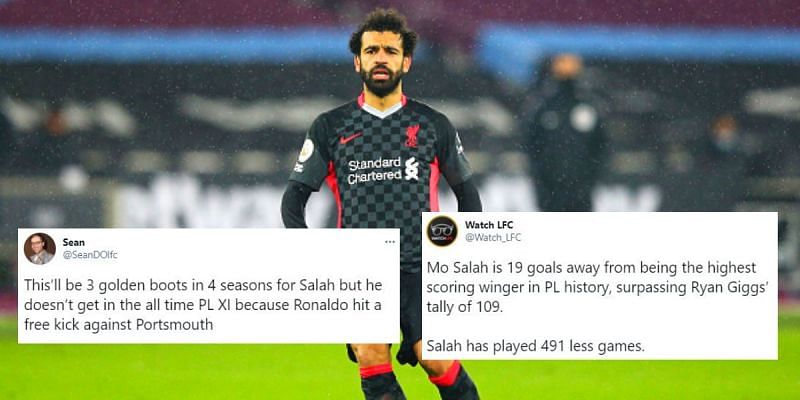 Standard
Chartered
Sean
@SeanDOlfc
This'll be 3 golden boots in 4 seasons for Salah but he
doesn't get in the all time PL XI because Ronaldo hit a
free kick against Portsmouth
WATCHLFC
Watch LFC
@Watch_LFC
Mo Salah is 19 goals away from being the highest
scoring winger in PL history, surpassing Ryan Giggs'
tally of 109.
Salah has played 491 less games.